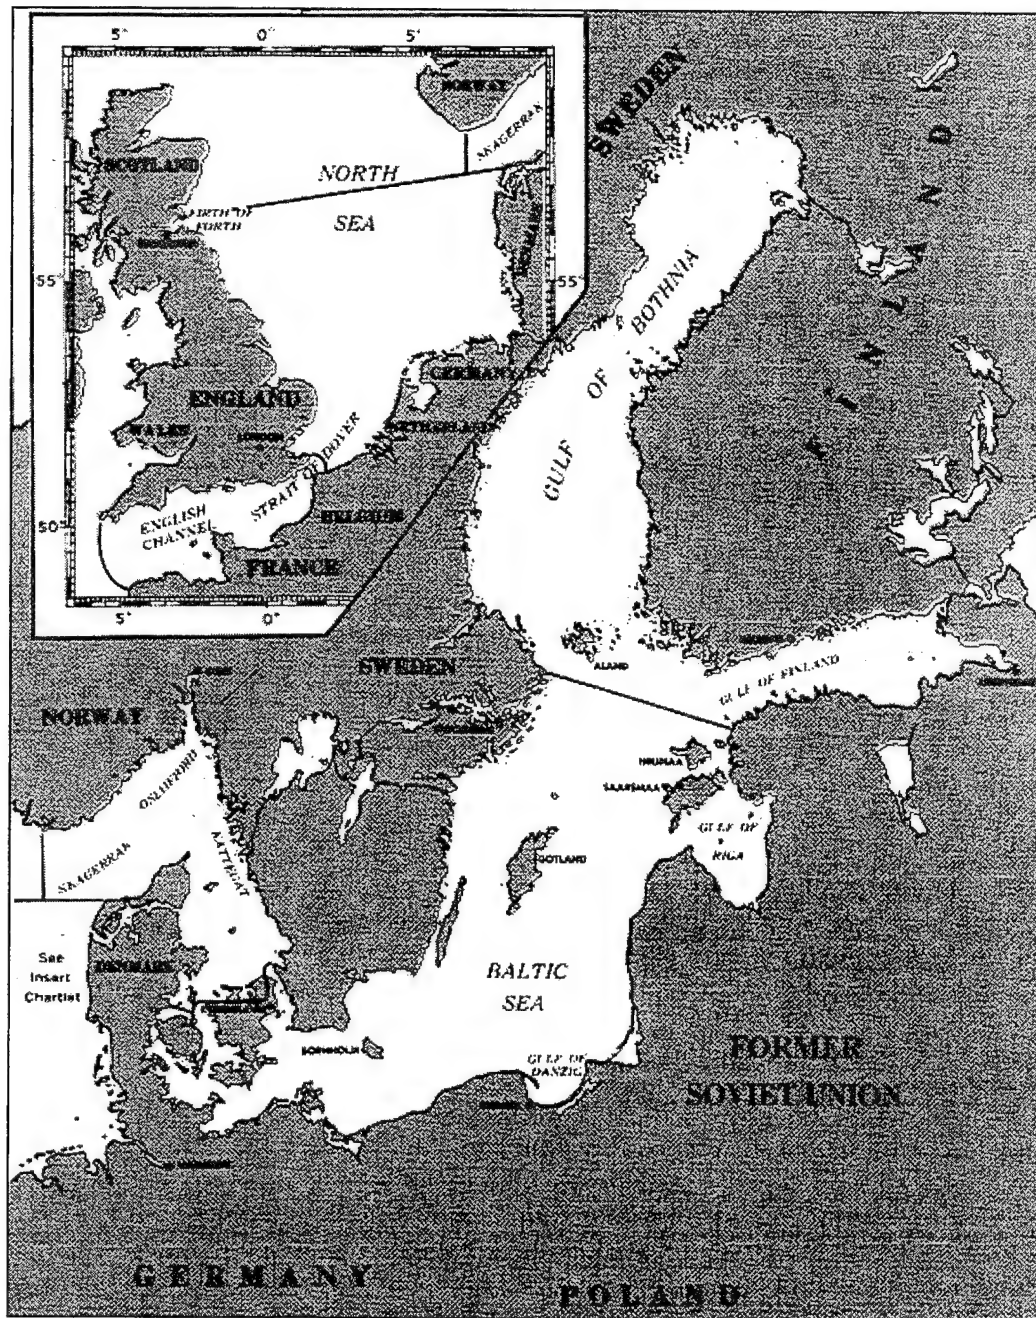 5° 0° 5°
NORWAY
SKAGERRAK
SCOTLAND
NORTH
SEA
FIRTH OF
FORTH
DENMARK
55° 55°
GERMANY
ENGLAND
WALES
LONDON
NETHERLANDS
STRAIT OF DOVER
ENGLISH
CHANNEL
BELGIUM
50°
FRANCE
5° 0°
SWEDEN
FINLAND
GULF OF BOTHNIA
ALAND
GULF OF FINLAND
SWEDEN
NORWAY
OSLOFJORD
SKAGERRAK
KATTEGAT
HIIUMAA
SAAREMAA
GULF OF
RIGA
GOTLAND
See
Insert
Chartlet
DENMARK
BALTIC
SEA
BORNHOLM
GULF OF
DANZIG
FORMER
SOVIET UNION
GERMANY
POLAND